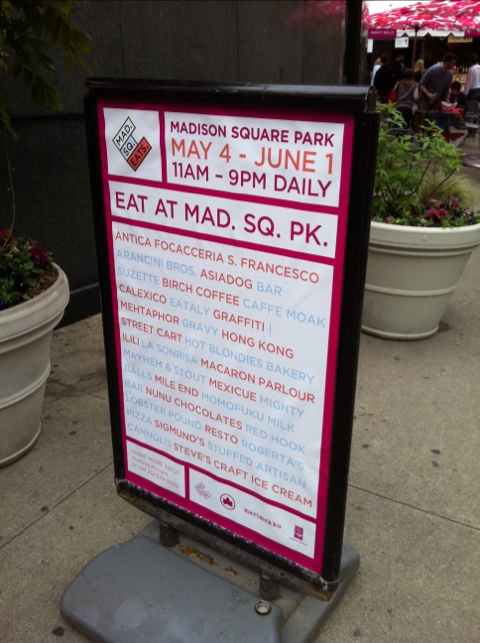 MAD.
SQ.
EATS.
MADISON SQUARE PARK
MAY 4 - JUNE 1
11AM – 9PM DAILY
EAT AT MAD. SQ. PK.
ANTICA FOCACCERIA S. FRANCESCO
ARANCINI BROS. ASIADOG BAR
SUZETTE BIRCH COFFEE CAFFE MOAK
CALEXICO EATALY GRAFFITI |
MEHTAPHOR GRAVY HONG KONG
STREET CART HOT BLONDIES BAKERY
ILILI LA SONRISA MACARON PARLOUR
MAYHEM & STOUT MEXICUE MIGHTY
BALLS MILE END MOMOFUKU MILK
BAR NUNU CHOCOLATES RED HOOK
LOBSTER POUND RESTO ROBERTA'S
PIZZA SIGMUND'S STUFFED ARTISAN
CANNOLIS STEVE'S CRAFT ICE CREAM
marimekko